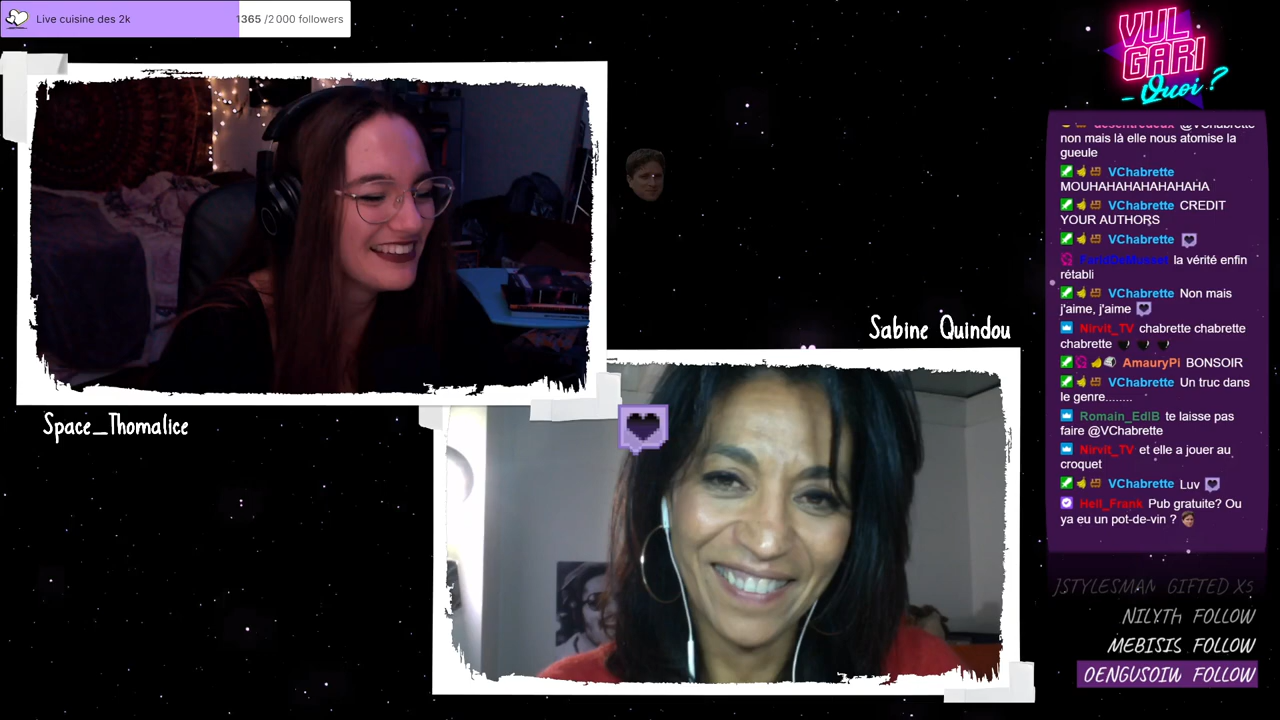 Live cuisine des 2k
1365 / 2 000 followers
VUL
GARI
- Quoi ?
desentredeux @VChabrette
non mais là elle nous atomise la
gueule
VChabrette
MOUHAHAHAHAHAHAHA
VChabrette CREDIT
YOUR AUTHORS
VChabrette
FaridDeMusset la vérité enfin
rétabli
VChabrette Non mais
j'aime, j'aime
Nirvit_TV chabrette chabrette
chabrette
AmauryPi BONSOIR
VChabrette Un truc dans
le genre........
Romain_EdIB te laisse pas
faire @VChabrette
Nirvit_TV et elle a jouer au
croquet
VChabrette Luv
Hell_Frank Pub gratuite? Ou
ya eu un pot-de-vin ?
Sabine Quindou
Space_Thomalice
JSTYLESMAN GIFTED X5
NILYTH FOLLOW
MEBISIS FOLLOW
OENGUSOIW FOLLOW